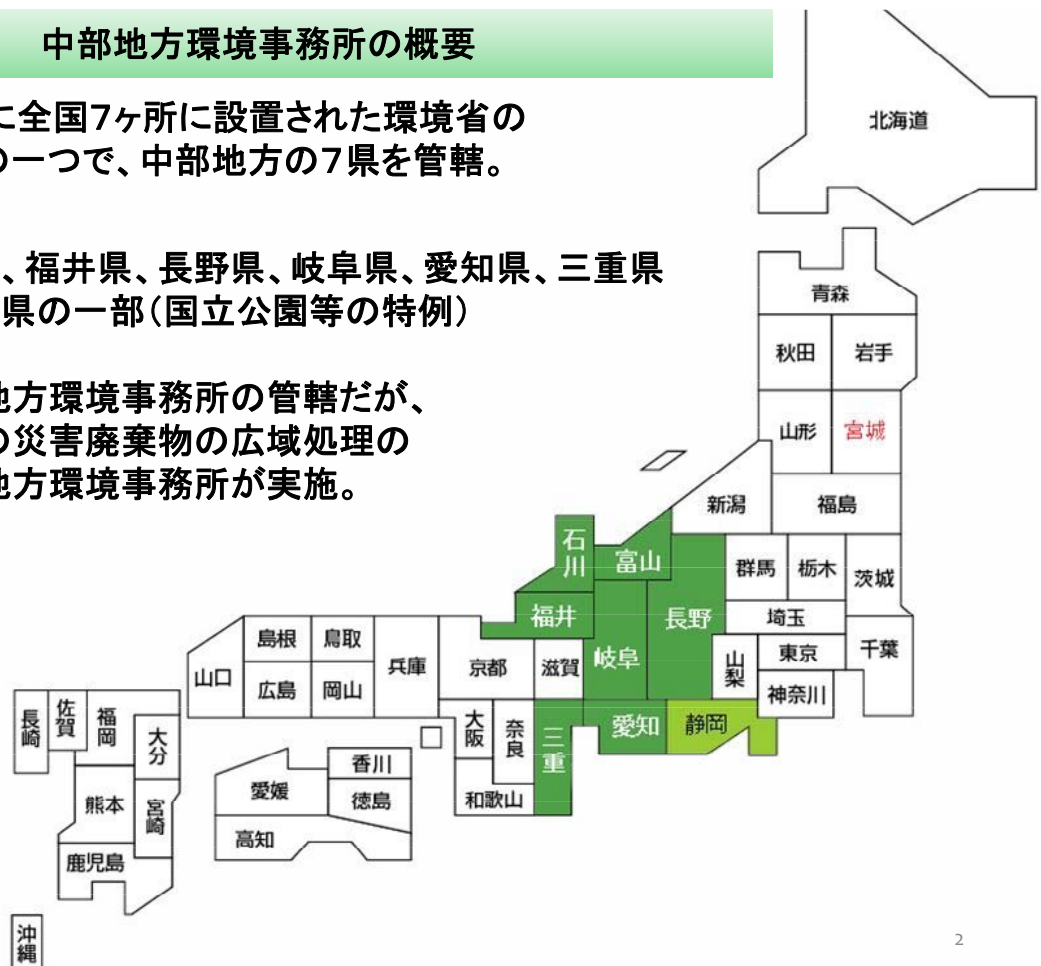 中部地方環境事務所の概要
に全国7ヶ所に設置された環境省の
の一つで、中部地方の7県を管轄。
、福井県、長野県、岐阜県、愛知県、三重県
県の一部(国立公園等の特例)
地方環境事務所の管轄だが、
の災害廃棄物の広域処理の
地方環境事務所が実施。
北海道
青森
秋田
岩手
山形
宮城
新潟
福島
石川
富山
群馬
栃木
茨城
福井
長野
埼玉
島根
鳥取
兵庫
京都
滋賀
岐阜
山梨
東京
千葉
山口
広島
岡山
神奈川
長崎
佐賀
福岡
大分
大阪
奈良
三重
愛知
静岡
香川
愛媛
徳島
和歌山
熊本
宮崎
高知
鹿児島
沖縄
2